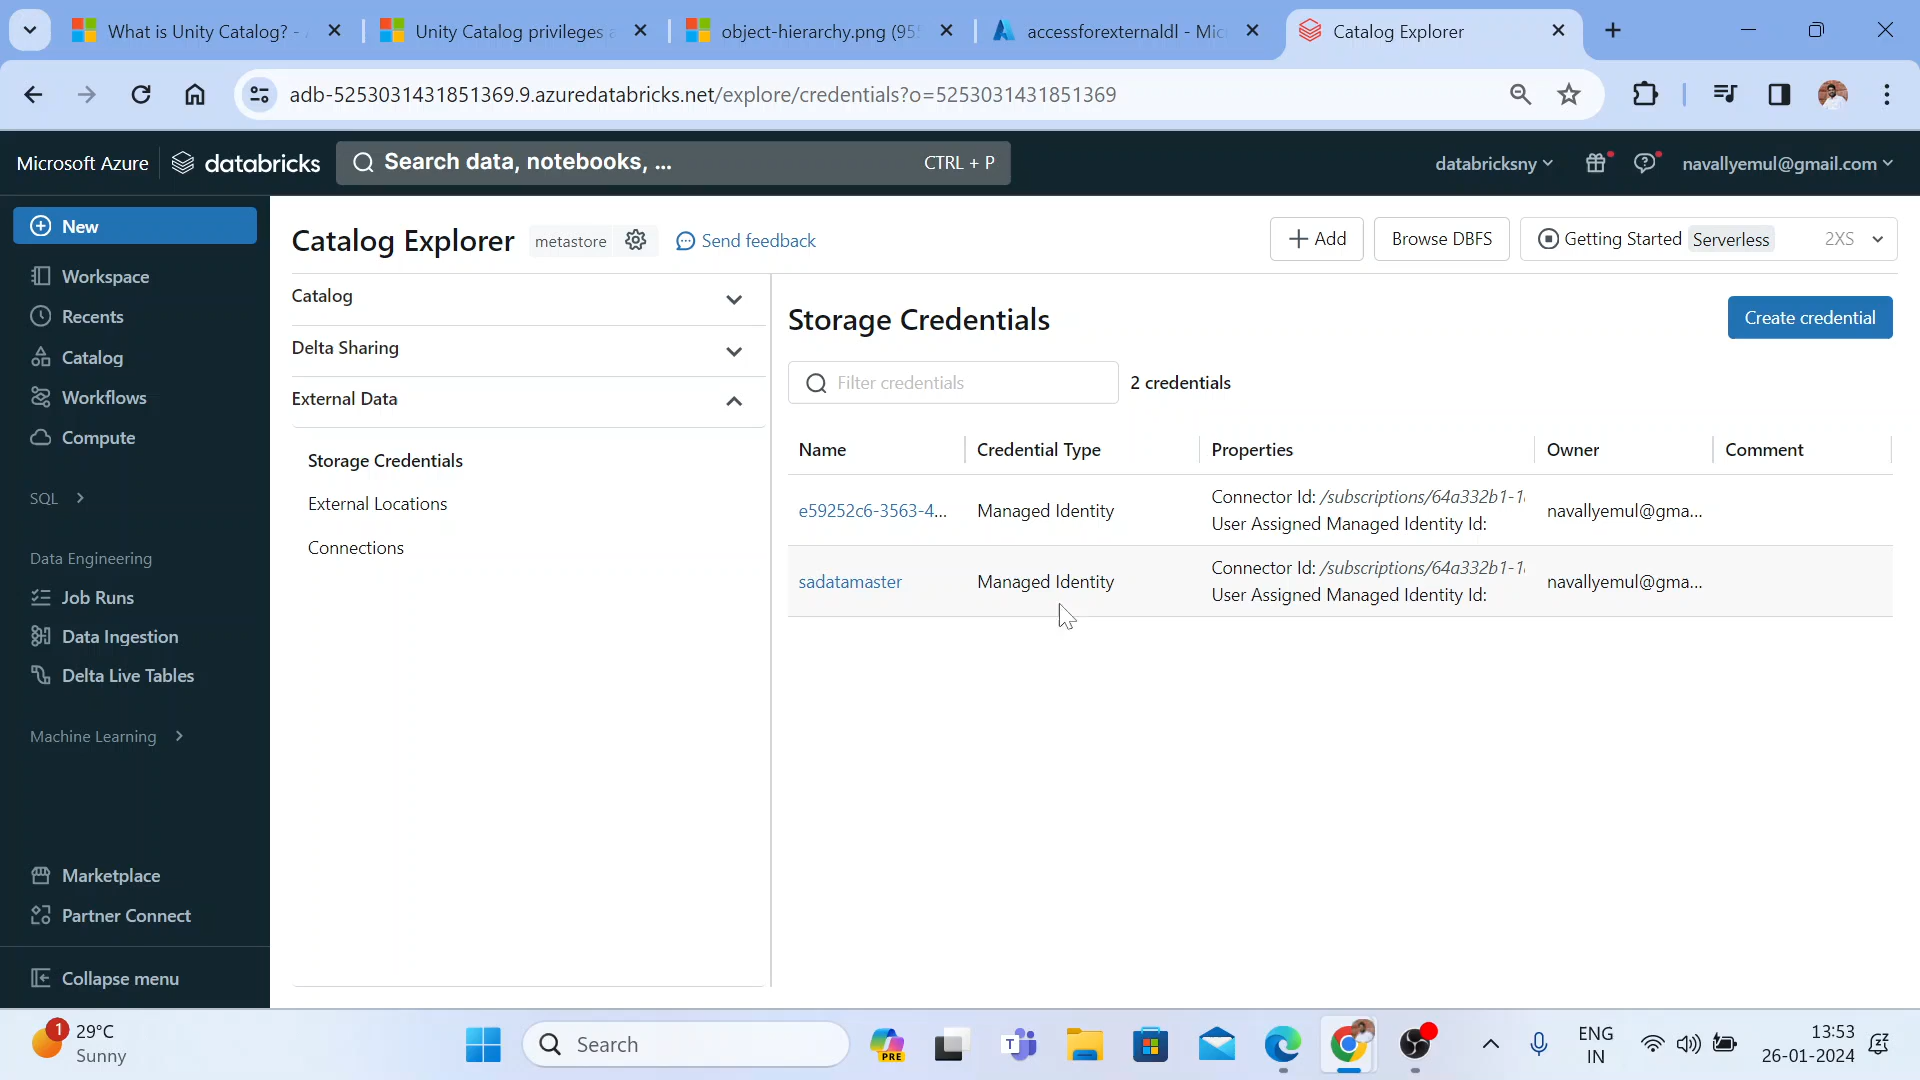 What is Unity Catalog? -
Unity Catalog privileges a
object-hierarchy.png (955
accessforexternaldl - Mic
Catalog Explorer
adb-5253031431851369.9.azuredatabricks.net/explore/credentials?o=5253031431851369
Microsoft Azure
databricks
Search data, notebooks, ...
CTRL + P
databricksny
navallyemul@gmail.com
New
Workspace
Recents
Catalog
Workflows
Compute
SQL
Data Engineering
Job Runs
Data Ingestion
Delta Live Tables
Machine Learning
Marketplace
Partner Connect
Collapse menu
Catalog Explorer
metastore
Send feedback
Add
Browse DBFS
Getting Started Serverless 2XS
Catalog
Delta Sharing
External Data
Storage Credentials
External Locations
Connections
Storage Credentials
Create credential
Filter credentials
2 credentials
Name Credential Type Properties Owner Comment
e59252c6-3563-4... Managed Identity Connector Id: /subscriptions/64a332b1-1 navallyemul@gma...
User Assigned Managed Identity Id:
sadatamaster Managed Identity Connector Id: /subscriptions/64a332b1-1 navallyemul@gma...
User Assigned Managed Identity Id:
1
29°C
Sunny
Search
PRE
T
ENG
IN
13:53
26-01-2024